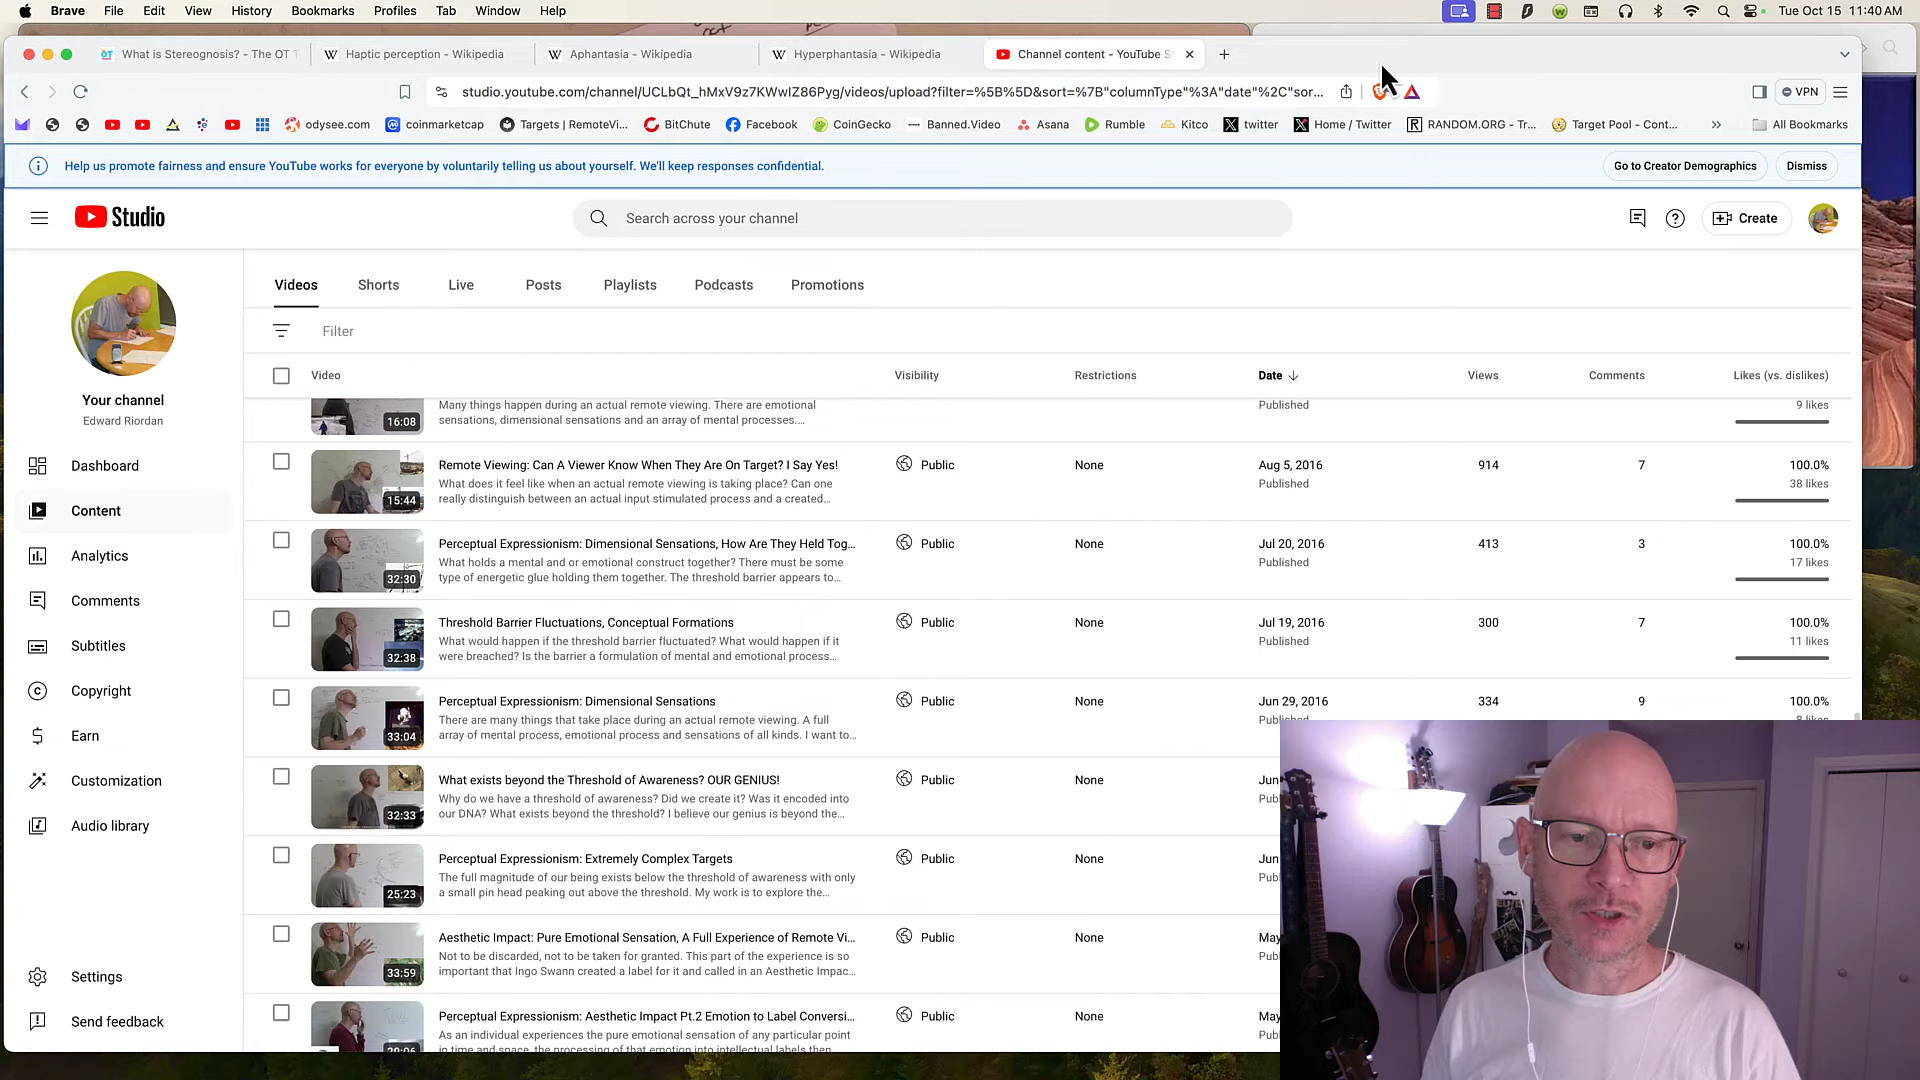 Brave File Edit View History Bookmarks Profiles Tab Window Help Tue Oct 15 11:40 AM
What is Stereognosis? - The OT Haptic perception - Wikipedia Aphantasia - Wikipedia Hyperphantasia - Wikipedia Channel content - YouTube S
studio.youtube.com/channel/UCLbQt_hMxV9z7KWwIZ86Pyg/videos/upload?filter=%5B%5D&sort=%7B"columnType"%3A"date"%2C"sor... VPN
odysee.com coinmarketcap Targets | RemoteVi... BitChute Facebook CoinGecko Banned.Video Asana Rumble Kitco twitter Home / Twitter RANDOM.ORG - Tr... Target Pool - Cont... All Bookmarks
Help us promote fairness and ensure YouTube works for everyone by voluntarily telling us about yourself. We'll keep responses confidential. Go to Creator Demographics Dismiss
Studio Search across your channel Create
Your channel
Edward Riordan
Dashboard
Content
Analytics
Comments
Subtitles
Copyright
Earn
Customization
Audio library
Settings
Send feedback
Videos Shorts Live Posts Playlists Podcasts Promotions
Filter
Video Visibility Restrictions Date Views Comments Likes (vs. dislikes)
Many things happen during an actual remote viewing. There are emotional Published 9 likes
16:08 sensations, dimensional sensations and an array of mental processes....
Remote Viewing: Can A Viewer Know When They Are On Target? I Say Yes! Public None Aug 5, 2016 914 7 100.0%
What does it feel like when an actual remote viewing is taking place? Can one Published 38 likes
15:44 really distinguish between an actual input stimulated process and a created...
Perceptual Expressionism: Dimensional Sensations, How Are They Held Tog... Public None Jul 20, 2016 413 3 100.0%
What holds a mental and or emotional construct together? There must be some Published 17 likes
32:30 type of energetic glue holding them together. The threshold barrier appears to...
Threshold Barrier Fluctuations, Conceptual Formations Public None Jul 19, 2016 300 7 100.0%
What would happen if the threshold barrier fluctuated? What would happen if it Published 11 likes
32:38 were breached? Is the barrier a formulation of mental and emotional process...
Perceptual Expressionism: Dimensional Sensations Public None Jun 29, 2016 334 9 100.0%
There are many things that take place during an actual remote viewing. A full Published
33:04 array of mental process, emotional process and sensations of all kinds. I want to...
What exists beyond the Threshold of Awareness? OUR GENIUS! Public None Jun
Why do we have a threshold of awareness? Did we create it? Was it encoded into Pub
32:33 our DNA? What exists beyond the threshold? I believe our genius is beyond the...
Perceptual Expressionism: Extremely Complex Targets Public None Jun
The full magnitude of our being exists below the threshold of awareness with only Pub
25:23 a small pin head peaking out above the threshold. My work is to explore the...
Aesthetic Impact: Pure Emotional Sensation, A Full Experience of Remote Vi... Public None May
Not to be discarded, not to be taken for granted. This part of the experience is so Pub
33:59 important that Ingo Swann created a label for it and called in an Aesthetic Impac...
Perceptual Expressionism: Aesthetic Impact Pt.2 Emotion to Label Conversi... Public None May
As an individual experiences the pure emotional sensation of any particular point Pub
in time and space, the processing of that emotion into intellectual labels then